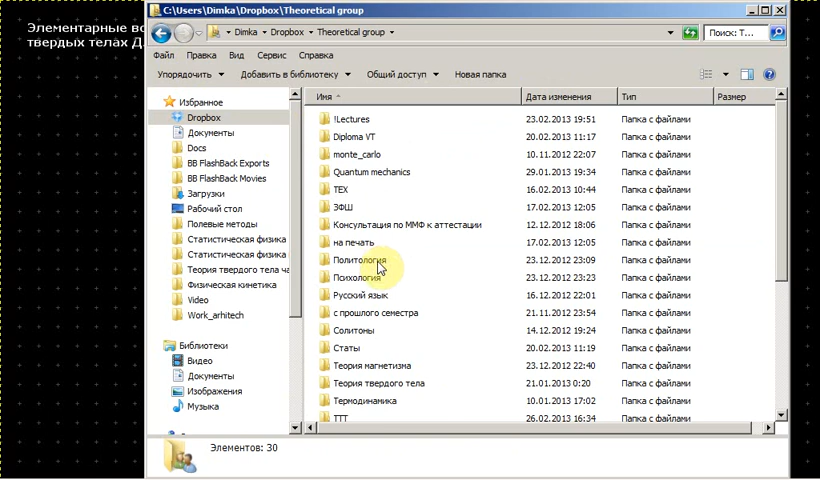 Элементарные во
твердых телах Д
C:\Users\Dimka\Dropbox\Theoretical group
Dimka Dropbox Theoretical group
Поиск: Т...
Файл Правка Вид Сервис Справка
Упорядочить Добавить в библиотеку Общий доступ Новая папка
Имя Дата изменения Тип Размер
Избранное
Dropbox
Документы
Docs
BB FlashBack Exports
BB FlashBack Movies
Загрузки
Рабочий стол
Полевые методы
Статистическая физика
Статистическая физика
Теория твердого тела ча
Физическая кинетика
Video
Work_arhitech
Библиотеки
Видео
Документы
Изображения
Музыка
!Lectures 23.02.2013 19:51 Папка с файлами
Diploma VT 20.02.2013 11:17 Папка с файлами
monte_carlo 10.11.2012 22:07 Папка с файлами
Quantum mechanics 29.01.2013 19:34 Папка с файлами
TEX 16.02.2013 10:44 Папка с файлами
ЗФШ 17.02.2013 12:05 Папка с файлами
Консультация по ММФ к аттестации 12.12.2012 18:06 Папка с файлами
на печать 17.02.2013 12:05 Папка с файлами
Политология 23.12.2012 23:09 Папка с файлами
Психология 23.12.2012 23:23 Папка с файлами
Русский язык 16.12.2012 22:01 Папка с файлами
с прошлого семестра 21.11.2012 23:54 Папка с файлами
Солитоны 14.12.2012 19:24 Папка с файлами
Статы 20.02.2013 11:19 Папка с файлами
Теория магнетизма 23.12.2012 22:40 Папка с файлами
Теория твердого тела 21.01.2013 0:20 Папка с файлами
Термодинамика 10.01.2013 17:02 Папка с файлами
ТТТ 26.02.2013 16:34 Папка с файлами
Элементов: 30